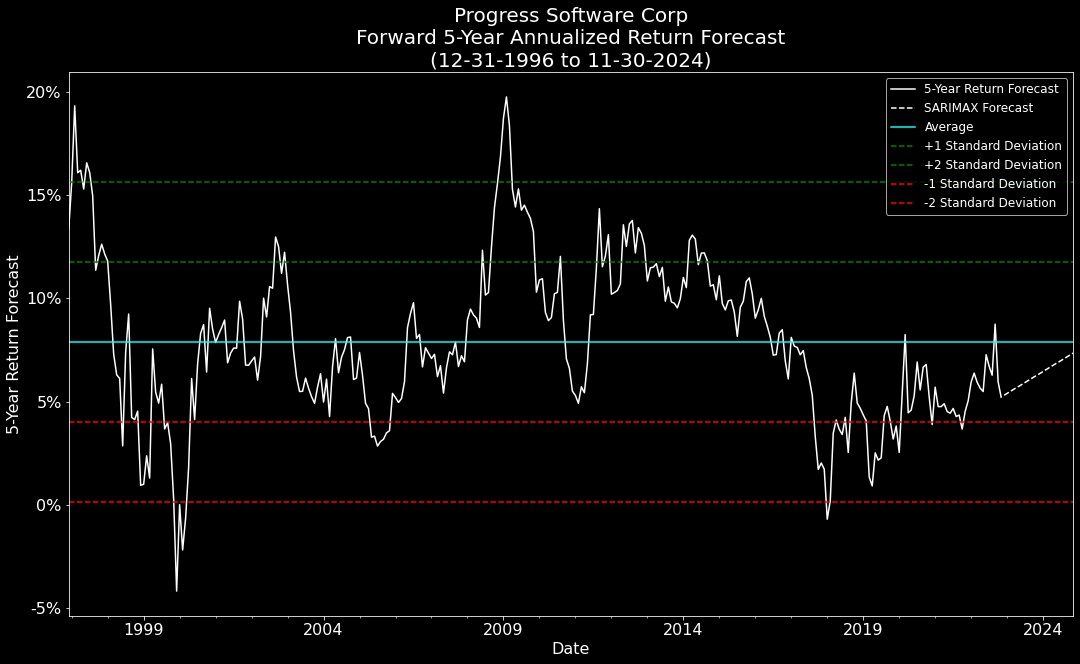 Progress Software Corp
Forward 5-Year Annualized Return Forecast
(12-31-1996 to 11-30-2024)
5-Year Return Forecast
SARIMAX Forecast
Average
+1 Standard Deviation
+2 Standard Deviation
-1 Standard Deviation
-2 Standard Deviation
20%
15%
10%
5%
0%
-5%
5-Year Return Forecast
1999
2004
2009
2014
2019
2024
Date